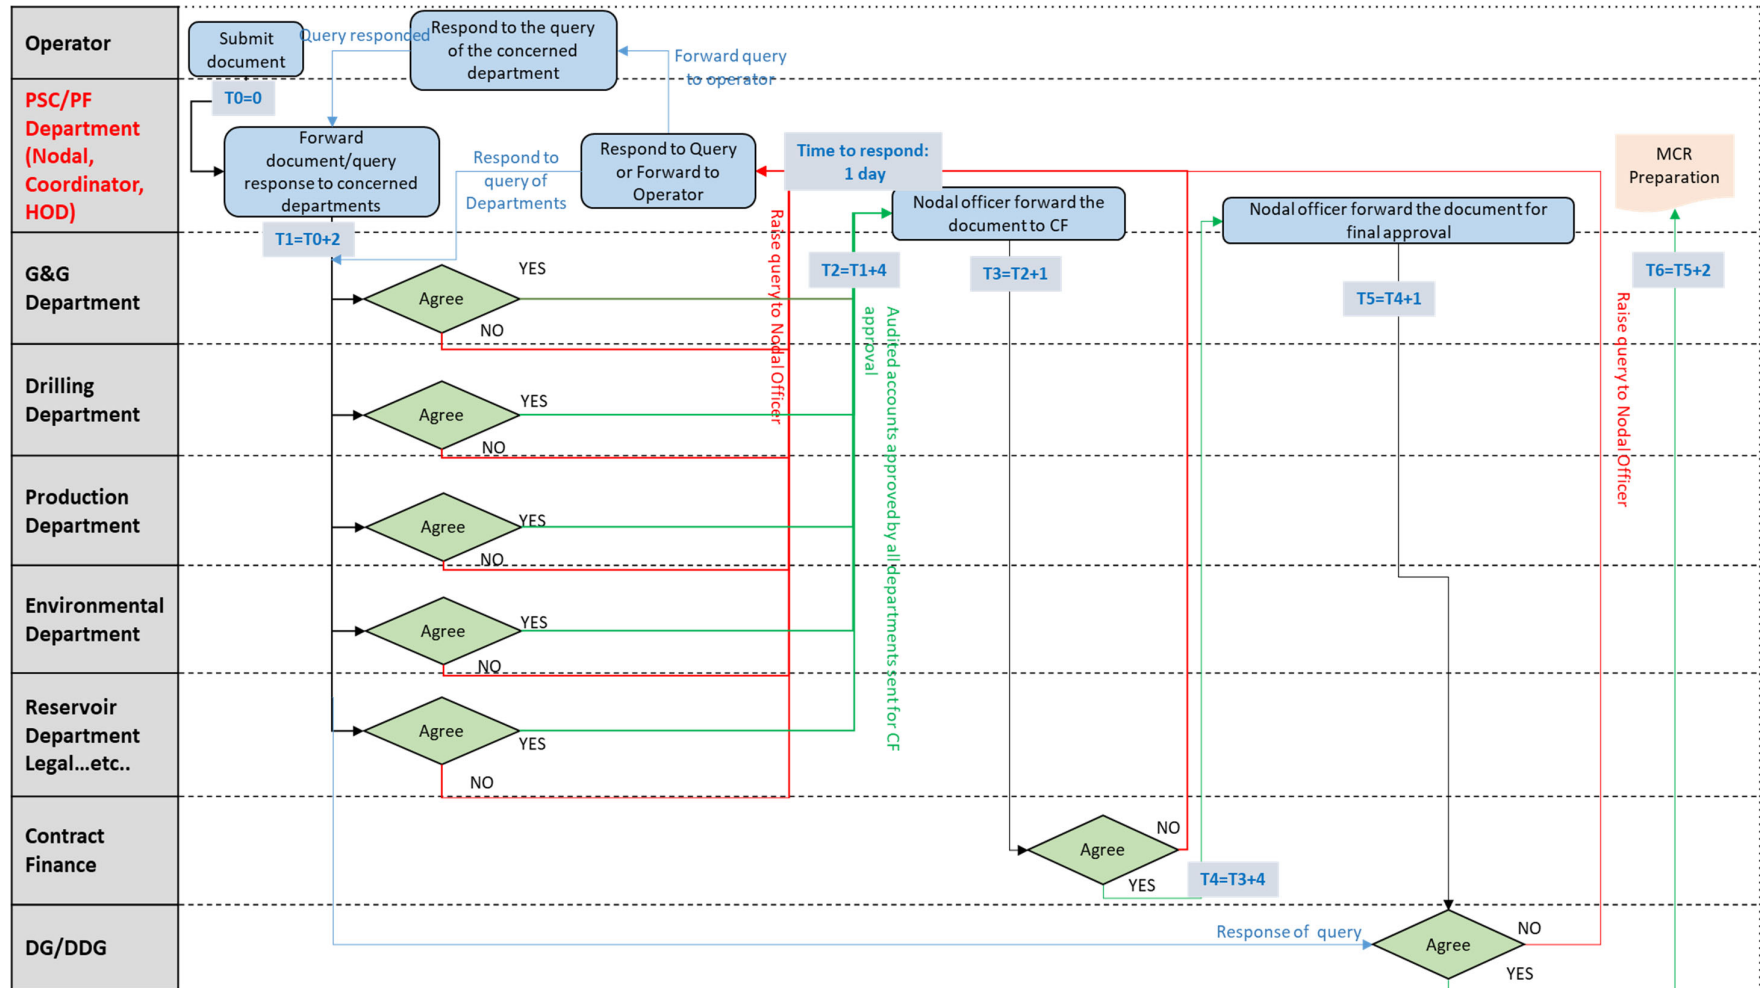 Operator
Submit
document
Query responded
Respond to the query
of the concerned
department
Forward query
to operator
PSC/PF
Department
(Nodal,
Coordinator,
HOD)
T0=0
Forward
document/query
response to concerned
departments
Respond to
query of
Departments
Respond to Query
or Forward to
Operator
Time to respond:
1 day
Nodal officer forward the
document to CF
Nodal officer forward the document for
final approval
MCR
Preparation
T1=T0+2
T2=T1+4
T3=T2+1
T5=T4+1
T6=T5+2
Raise query to Nodal Officer
Audited accounts approved by all departments sent for CF
approval
Raise query to Nodal Officer
G&G
Department
Agree
YES
NO
Drilling
Department
Agree
YES
NO
Production
Department
Agree
YES
NO
Environmental
Department
Agree
YES
NO
Reservoir
Department
Legal...etc..
Agree
YES
NO
Contract
Finance
Agree
NO
YES
T4=T3+4
DG/DDG
Response of query
Agree
NO
YES